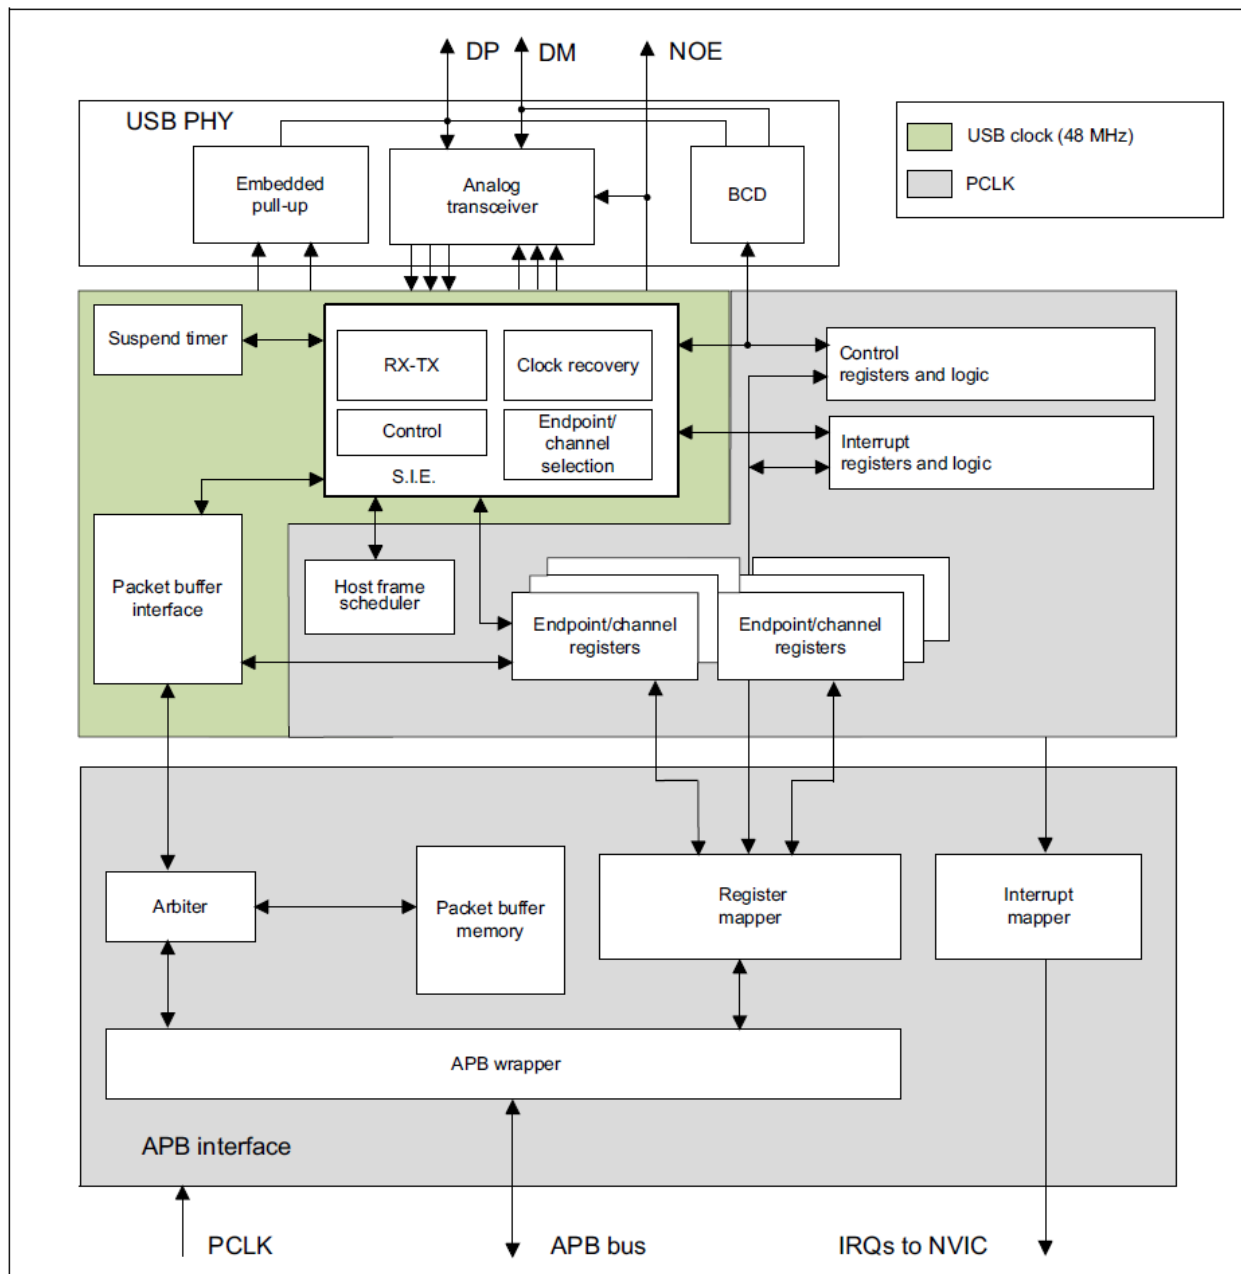 DP
DM
NOE
USB PHY
USB clock (48 MHz)
PCLK
Embedded
pull-up
Analog
transceiver
BCD
Suspend timer
RX-TX
Clock recovery
Control
registers and logic
Control
Endpoint/
channel
selection
S.I.E.
Interrupt
registers and logic
Packet buffer
interface
Host frame
scheduler
Endpoint/channel
registers
Endpoint/channel
registers
Arbiter
Packet buffer
memory
Register
mapper
Interrupt
mapper
APB wrapper
APB interface
PCLK
APB bus
IRQs to NVIC